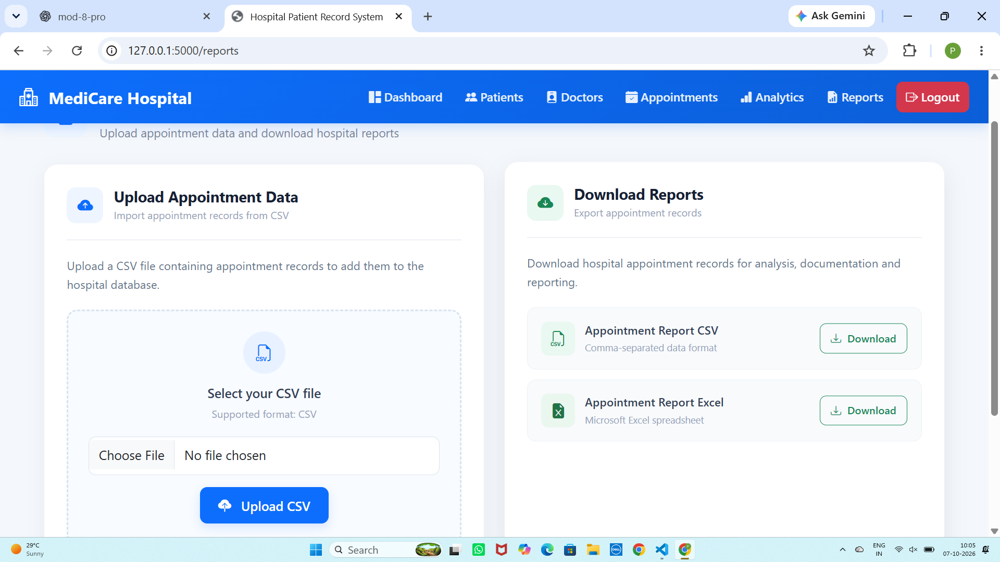 mod-8-pro
Hospital Patient Record System
Ask Gemini
127.0.0.1:5000/reports
P
MediCare Hospital
Dashboard
Patients
Doctors
Appointments
Analytics
Reports
Logout
Upload appointment data and download hospital reports
Upload Appointment Data
Import appointment records from CSV
Upload a CSV file containing appointment records to add them to the
hospital database.
CSV
Select your CSV file
Supported format: CSV
Choose File
No file chosen
Upload CSV
Download Reports
Export appointment records
Download hospital appointment records for analysis, documentation and
reporting.
CSV
Appointment Report CSV
Comma-separated data format
Download
X
Appointment Report Excel
Microsoft Excel spreadsheet
Download
29°C
Sunny
Search
DELL
ENG
IN
10:05
07-10-2026